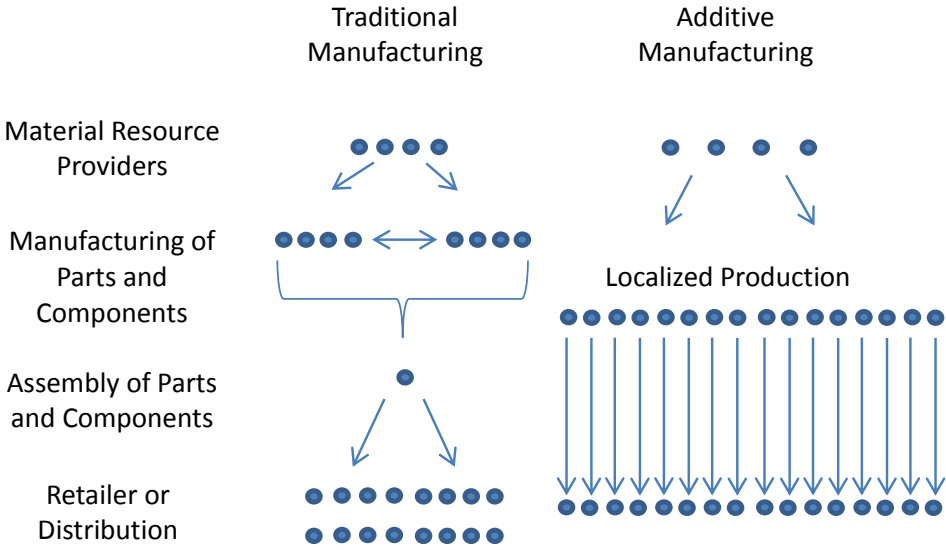 Traditional
Manufacturing
Additive
Manufacturing
Material Resource
Providers
Manufacturing of
Parts and
Components
Localized Production
Assembly of Parts
and Components
Retailer or
Distribution